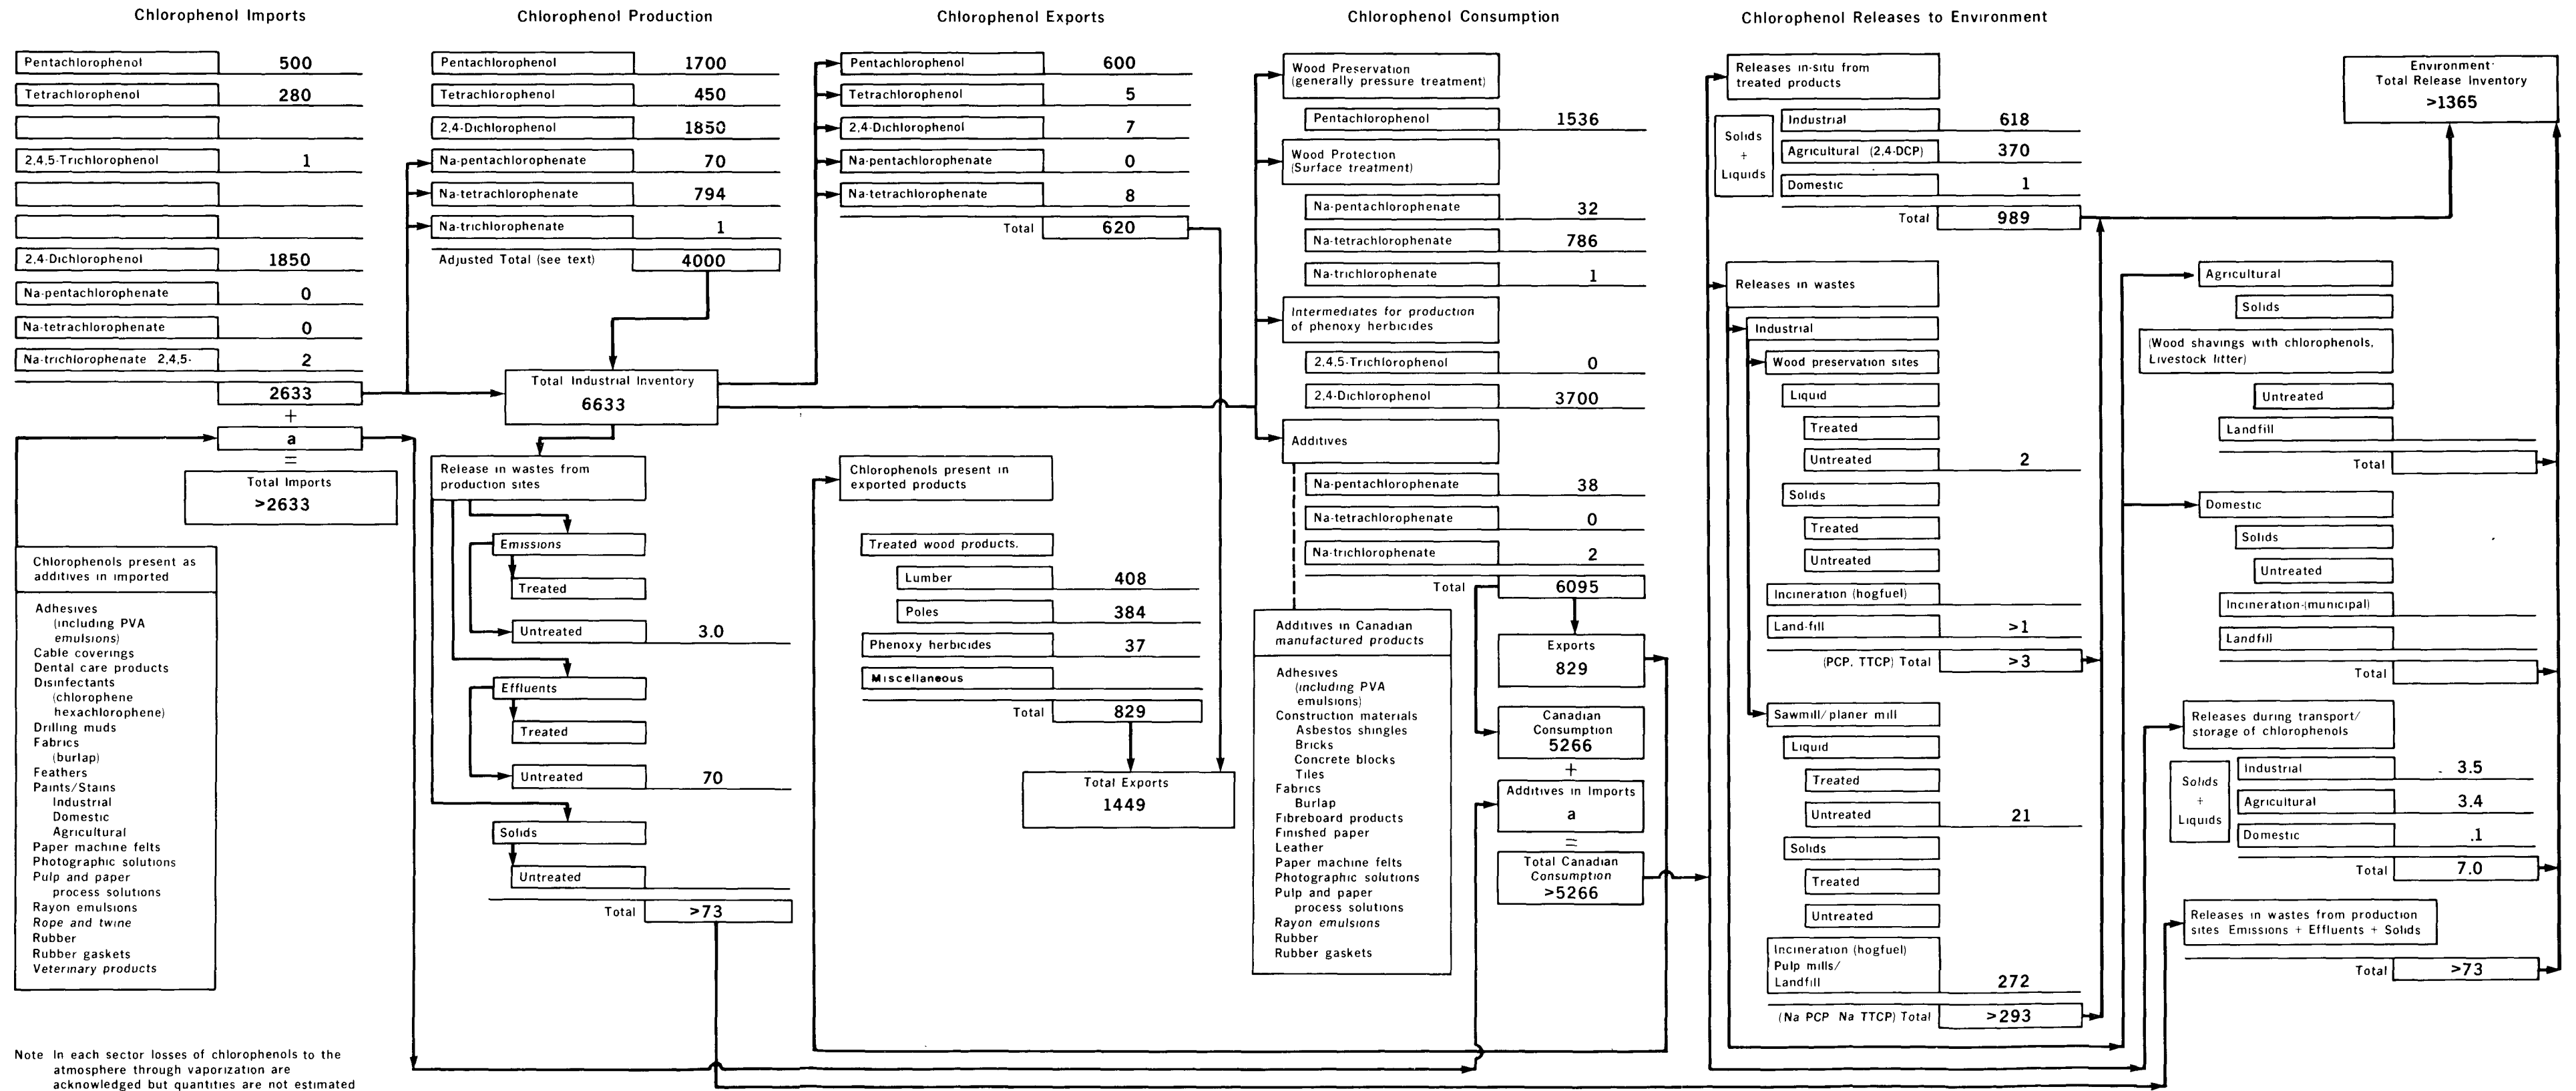 Chlorophenol Imports
Pentachlorophenol 500
Tetrachlorophenol 280
2,4,5-Trichlorophenol 1
2,4-Dichlorophenol 1850
Na-pentachlorophenate 0
Na-tetrachlorophenate 0
Na-trichlorophenate 2,4,5- 2
2633
+
a
=
Total Imports
>2633
Chlorophenols present as
additives in imported
Adhesives
(including PVA
emulsions)
Cable coverings
Dental care products
Disinfectants
(chlorophene
hexachlorophene)
Drilling muds
Fabrics
(burlap)
Feathers
Paints/Stains
Industrial
Domestic
Agricultural
Paper machine felts
Photographic solutions
Pulp and paper
process solutions
Rayon emulsions
Rope and twine
Rubber
Rubber gaskets
Veterinary products
Note In each sector losses of chlorophenols to the
atmosphere through vaporization are
acknowledged but quantities are not estimated
Chlorophenol Production
Pentachlorophenol 1700
Tetrachlorophenol 450
2,4-Dichlorophenol 1850
Na-pentachlorophenate 70
Na-tetrachlorophenate 794
Na-trichlorophenate 1
Adjusted Total (see text) 4000
Total Industrial Inventory
6633
Release in wastes from
production sites
Emissions
Treated
Untreated 3.0
Effluents
Treated
Untreated 70
Solids
Untreated
Total >73
Chlorophenol Exports
Pentachlorophenol 600
Tetrachlorophenol 5
2,4-Dichlorophenol 7
Na-pentachlorophenate 0
Na-tetrachlorophenate 8
Total 620
Chlorophenols present in
exported products
Treated wood products.
Lumber 408
Poles 384
Phenoxy herbicides 37
Miscellaneous
Total 829
Total Exports
1449
Chlorophenol Consumption
Wood Preservation
(generally pressure treatment)
Pentachlorophenol 1536
Wood Protection
(Surface treatment)
Na-pentachlorophenate 32
Na-tetrachlorophenate 786
Na-trichlorophenate 1
Intermediates for production
of phenoxy herbicides
2,4,5-Trichlorophenol 0
2,4-Dichlorophenol 3700
Additives
Na-pentachlorophenate 38
Na-tetrachlorophenate 0
Na-trichlorophenate 2
Total 6095
Additives in Canadian
manufactured products
Adhesives
(including PVA
emulsions)
Construction materials
Asbestos shingles
Bricks
Concrete blocks
Tiles
Fabrics
Burlap
Fibreboard products
Finished paper
Leather
Paper machine felts
Photographic solutions
Pulp and paper
process solutions
Rayon emulsions
Rubber
Rubber gaskets
Exports
829
Canadian
Consumption
5266
+
Additives in Imports
a
=
Total Canadian
Consumption
>5266
Chlorophenol Releases to Environment
Releases in-situ from
treated products
Solids
+
Liquids
Industrial 618
Agricultural (2,4-DCP) 370
Domestic 1
Total 989
Releases in wastes
Industrial
Wood preservation sites
Liquid
Treated
Untreated 2
Solids
Treated
Untreated
Incineration (hogfuel)
Land-fill >1
(PCP. TTCP) Total >3
Sawmill/planer mill
Liquid
Treated
Untreated 21
Solids
Treated
Untreated
Incineration (hogfuel)
Pulp mills/
Landfill 272
(Na PCP Na TTCP) Total >293
Environment·
Total Release Inventory
>1365
Agricultural
Solids
(Wood shavings with chlorophenols,
Livestock litter)
Untreated
Landfill
Total
Domestic
Solids
Untreated
Incineration-(municipal)
Landfill
Total
Releases during transport/
storage of chlorophenols
Solids
+
Liquids
Industrial 3.5
Agricultural 3.4
Domestic .1
Total 7.0
Releases in wastes from production
sites Emissions + Effluents + Solids
Total >73